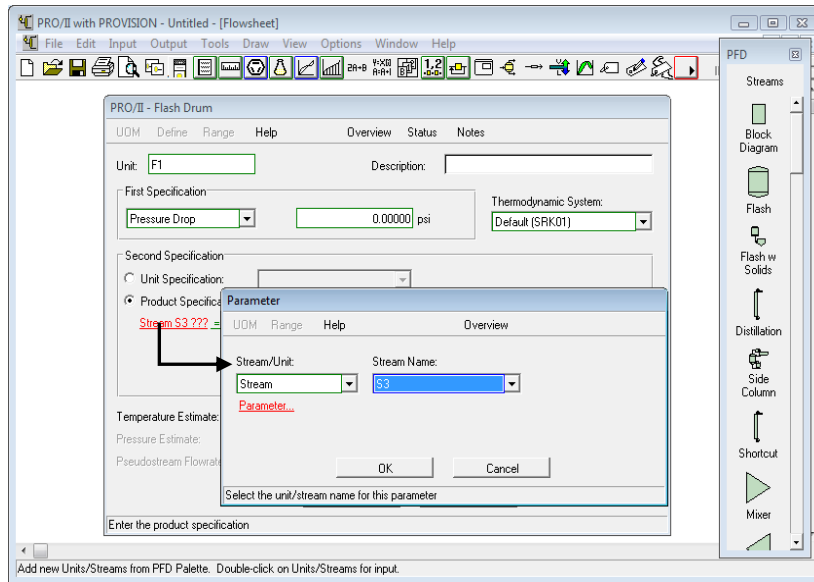 PRO/II with PROVISION - Untitled - [Flowsheet]
File Edit Input Output Tools Draw View Options Window Help
PFD
Streams
Block
Diagram
Flash
Flash w
Solids
Distillation
Side
Column
Shortcut
Mixer
PRO/II - Flash Drum
UOM Define Range Help Overview Status Notes
Unit: F1 Description:
First Specification
Pressure Drop 0.00000 psi
Thermodynamic System:
Default (SRK01)
Second Specification
Unit Specification:
Product Specifica
Stream S3 ??? =
Temperature Estimate:
Pressure Estimate:
Pseudostream Flowrate
Parameter
UOM Range Help Overview
Stream/Unit: Stream Name:
Stream S3
Parameter...
OK Cancel
Select the unit/stream name for this parameter
Enter the product specification
Add new Units/Streams from PFD Palette. Double-click on Units/Streams for input.